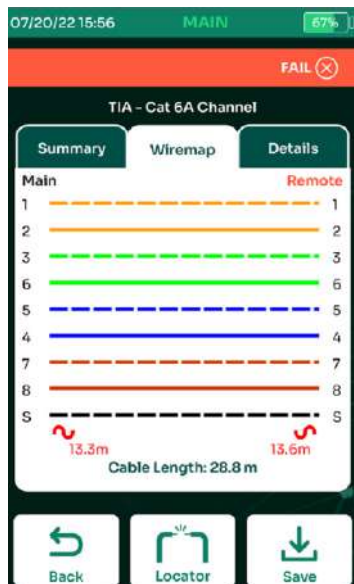 07/20/22 15:56 MAIN 67%
FAIL
TIA - Cat 6A Channel
Summary Wiremap Details
Main Remote
1 1
2 2
3 3
6 6
5 5
4 4
7 7
8 8
S S
13.3m 13.6m
Cable Length: 28.8 m
Back Locator Save